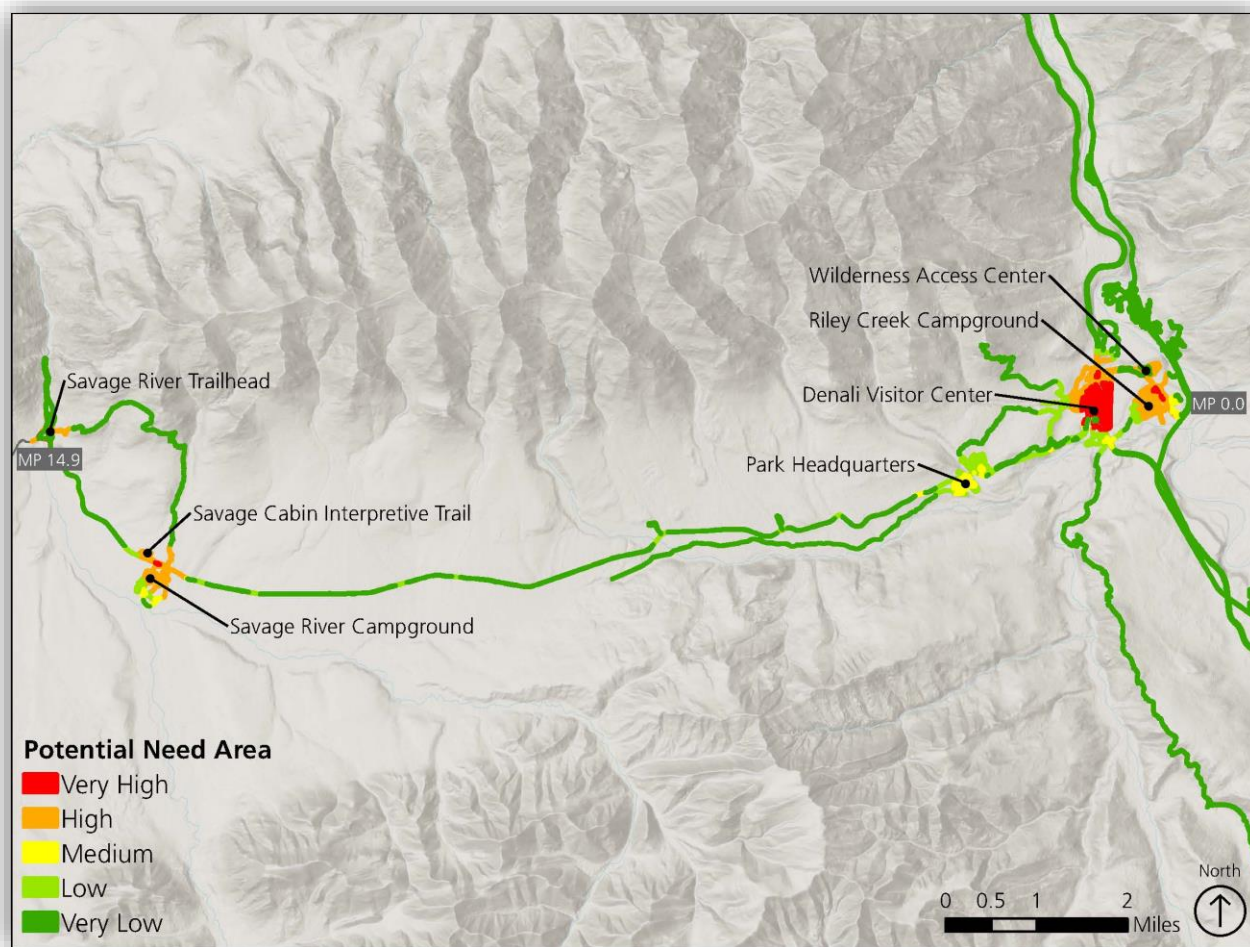 Wilderness Access Center
Riley Creek Campground
Savage River Trailhead
Denali Visitor Center
MP 0.0
MP 14.9
Park Headquarters
Savage Cabin Interpretive Trail
Savage River Campground
Potential Need Area
Very High
High
Medium
Low
Very Low
North
0 0.5 1 2
Miles